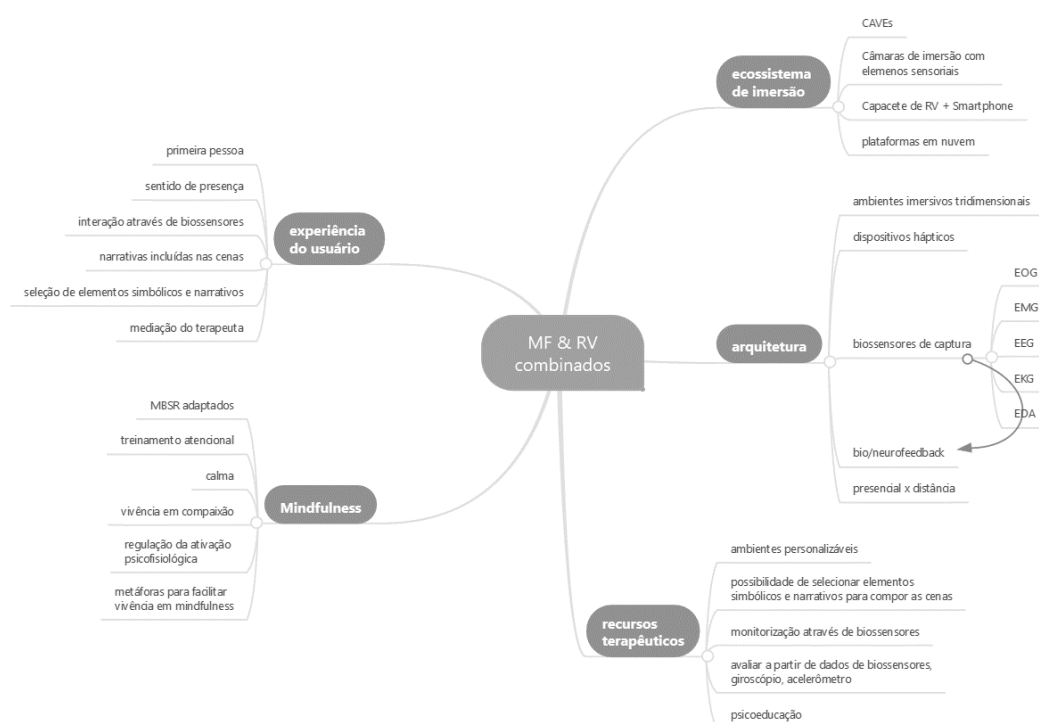 MF & RV
combinados
ecossistema
de imersão
CAVEs
Câmaras de imersão com
elemenos sensoriais
Capacete de RV + Smartphone
plataformas em nuvem
arquitetura
ambientes imersivos tridimensionais
dispositivos hápticos
biossensores de captura
EOG
EMG
EEG
EKG
EDA
bio/neurofeedback
presencial x distância
recursos
terapêuticos
ambientes personalizáveis
possibilidade de selecionar elementos
simbólicos e narrativos para compor as cenas
monitorização através de biossensores
avaliar a partir de dados de biossensores,
giroscópio, acelerômetro
psicoeducação
experiência
do usuário
primeira pessoa
sentido de presença
interação através de biossensores
narrativas incluídas nas cenas
seleção de elementos simbólicos e narrativos
mediação do terapeuta
Mindfulness
MBSR adaptados
treinamento atencional
calma
vivência em compaixão
regulação da ativação
psicofisiológica
metáforas para facilitar
vivência em mindfulness